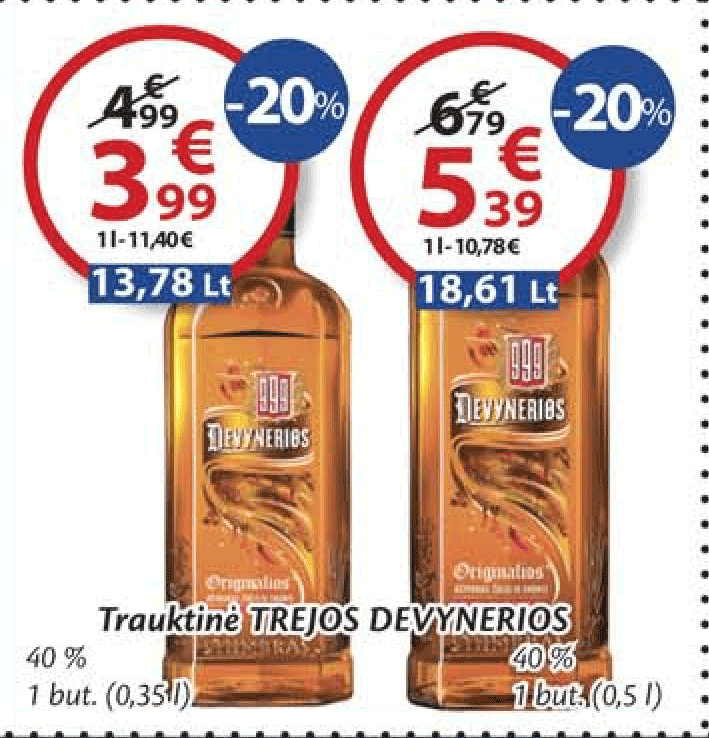 4 99 €
-20%
3 99 €
1 l - 11,40 €
13,78 Lt
6 79 €
-20%
5 39 €
1 l - 10,78 €
18,61 Lt
999
DEVYNERIOS
Originalios
999
DEVYNERIOS
Originalios
Trauktinė TREJOS DEVYNERIOS
40 %
1 but. (0,35 l)
40 %
1 but. (0,5 l)